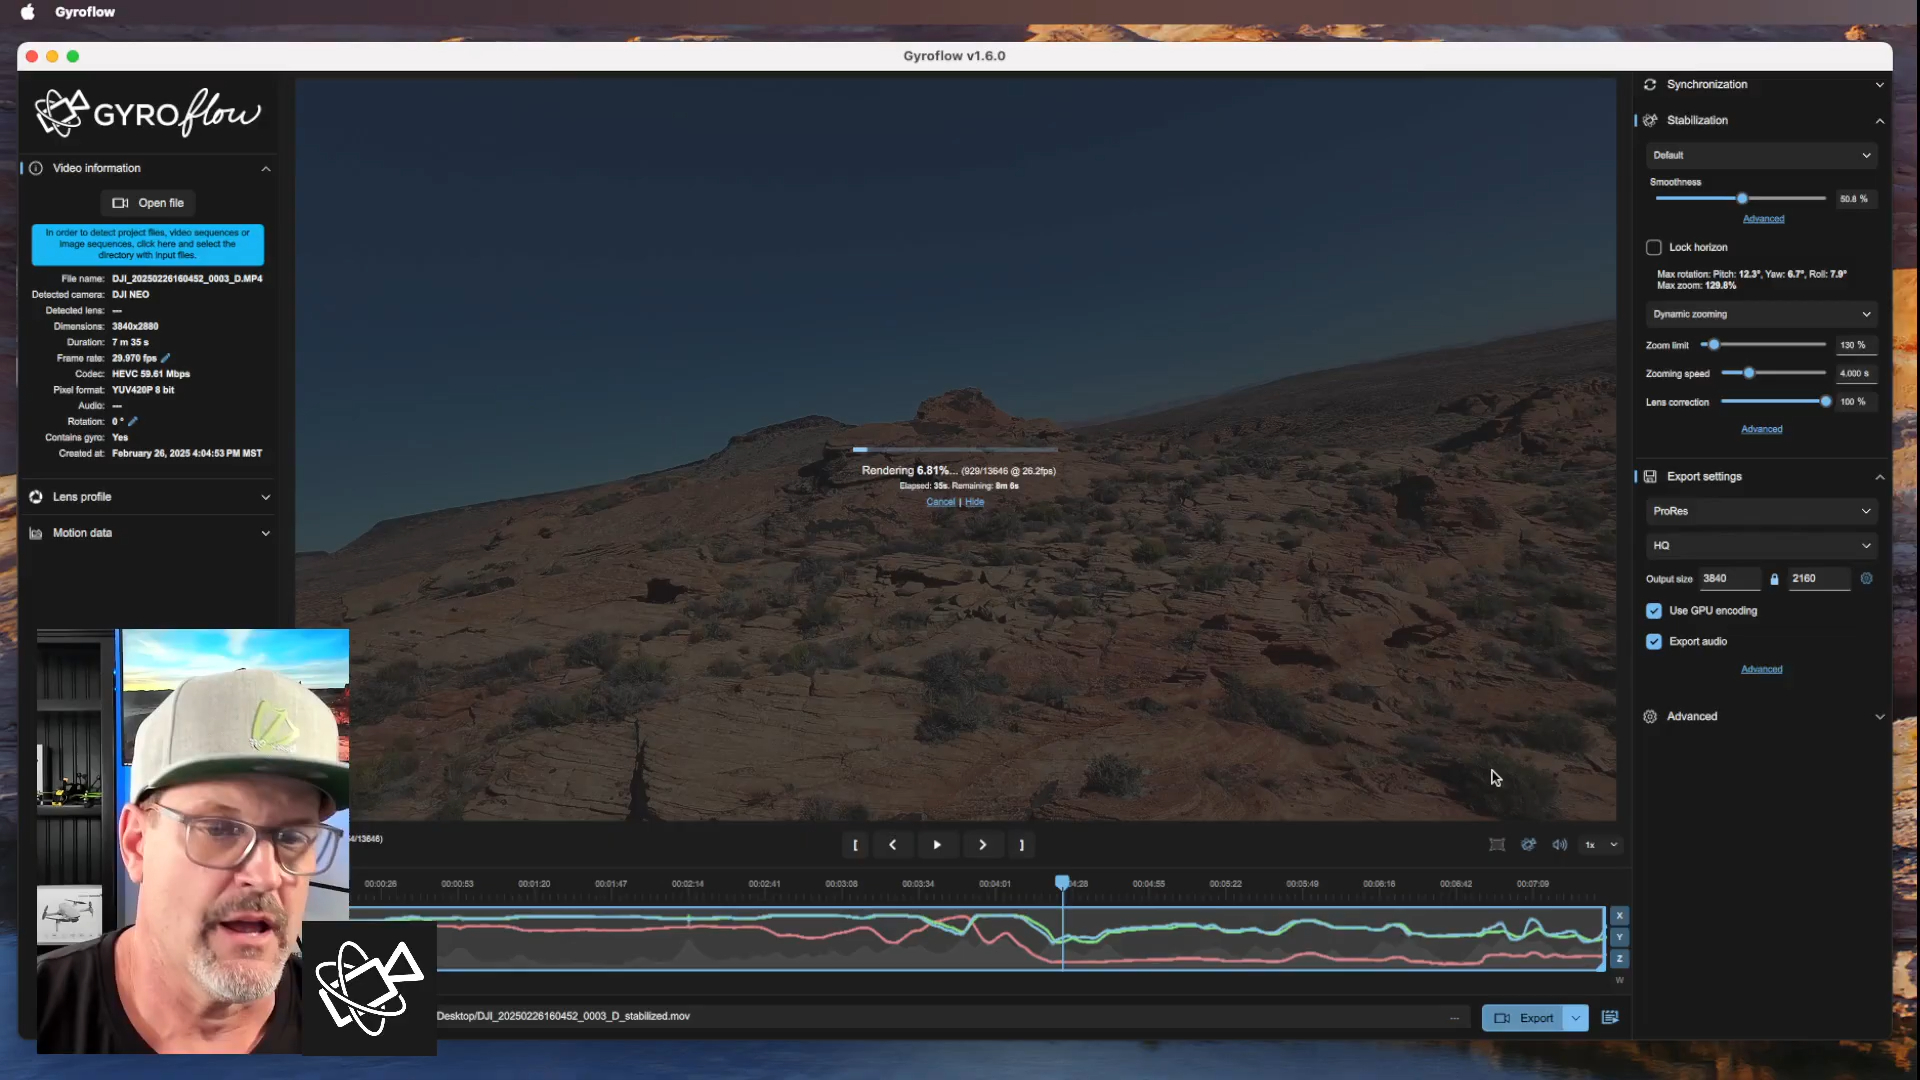 Gyroflow
Gyroflow v1.6.0
GYROflow
Video information
Open file
In order to detect project files, video sequences or
image sequences, click here and select the
directory with input files.
File name: DJI_20250226160452_0003_D.MP4
Detected camera: DJI NEO
Detected lens: ---
Dimensions: 3840x2880
Duration: 7 m 35 s
Frame rate: 29.970 fps
Codec: HEVC 59.61 Mbps
Pixel format: YUV420P 8 bit
Audio: ---
Rotation: 0 °
Contains gyro: Yes
Created at: February 26, 2025 4:04:53 PM MST
Lens profile
Motion data
Rendering 6.81%... (929/13646 @ 26.2fps)
Elapsed: 35s. Remaining: 8m 6s
Cancel | Hide
4/13646)
[ ]
1x
00:00:26 00:00:53 00:01:20 00:01:47 00:02:14 00:02:41 00:03:08 00:03:34 00:04:01 4:28 00:04:55 00:05:22 00:05:49 00:06:16 00:06:42 00:07:09
X
Y
Z
W
Desktop/DJI_20250226160452_0003_D_stabilized.mov
...
Export
Synchronization
Stabilization
Default
Smoothness
50.6 %
Advanced
Lock horizon
Max rotation: Pitch: 12.3°, Yaw: 6.7°, Roll: 7.9°
Max zoom: 129.8%
Dynamic zooming
Zoom limit 130 %
Zooming speed 4.000 s
Lens correction 100 %
Advanced
Export settings
ProRes
HQ
Output size 3840 2160
Use GPU encoding
Export audio
Advanced
Advanced